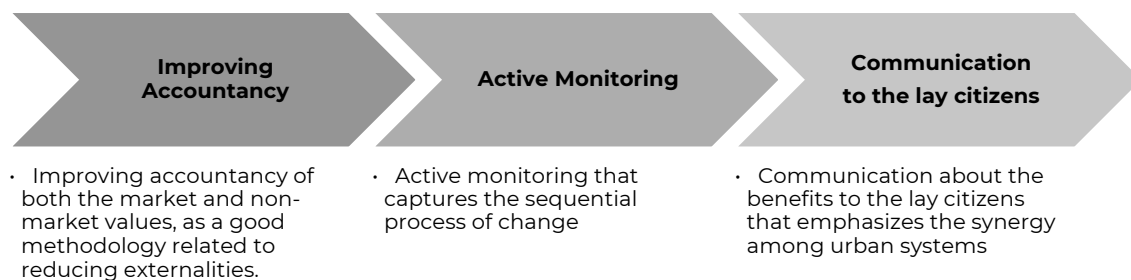 Improving
Accountancy
Active Monitoring
Communication
to the lay citizens
• Improving accountancy of
both the market and non-
market values, as a good
methodology related to
reducing externalities.
• Active monitoring that
captures the sequential
process of change
• Communication about the
benefits to the lay citizens
that emphasizes the synergy
among urban systems